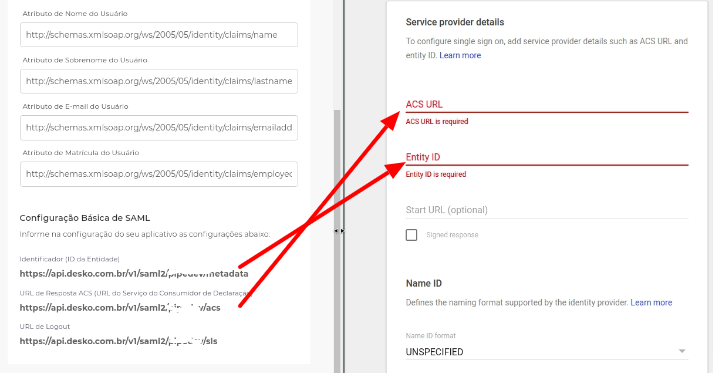 Atributo de Nome do Usuário
http://schemas.xmlsoap.org/ws/2005/05/identity/claims/name
Atributo de Sobrenome do Usuário
http://schemas.xmlsoap.org/ws/2005/05/identity/claims/lastname
Atributo de E-mail do Usuário
http://schemas.xmlsoap.org/ws/2005/05/identity/claims/emailadd
Atributo de Matrícula do Usuário
http://schemas.xmlsoap.org/ws/2005/05/identity/claims/employee
Configuração Básica de SAML
Informe na configuração do seu aplicativo as configurações abaixo.
Identificador (ID da Entidade)
https://api.desko.com.br/v1/saml2/ /metadata
URL de Resposta ACS (URL do Serviço do Consumidor de Declaração)
https://api.desko.com.br/v1/saml2/ /acs
URL de Logout
https://api.desko.com.br/v1/saml2/ /sls
Service provider details
To configure single sign on, add service provider details such as ACS URL and
entity ID. Learn more
ACS URL
ACS URL is required
Entity ID
Entity ID is required
Start URL (optional)
Signed response
Name ID
Defines the naming format supported by the identity provider. Learn more
Name ID format
UNSPECIFIED